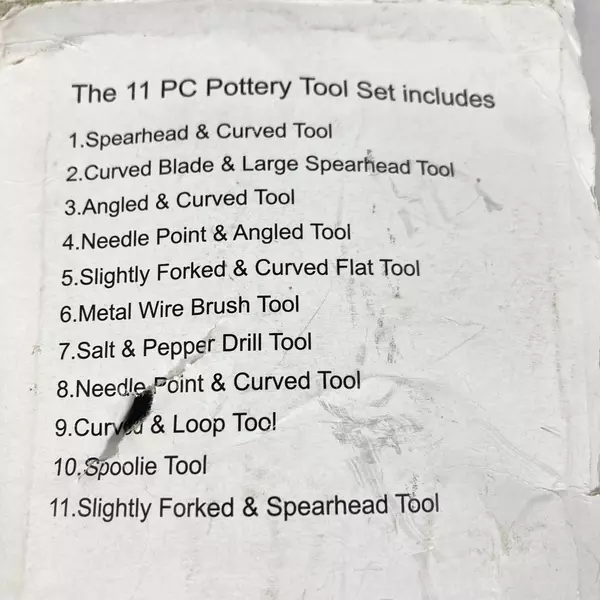 The 11 PC Pottery Tool Set includes
1.Spearhead & Curved Tool
2.Curved Blade & Large Spearhead Tool
3.Angled & Curved Tool
4.Needle Point & Angled Tool
5.Slightly Forked & Curved Flat Tool
6.Metal Wire Brush Tool
7.Salt & Pepper Drill Tool
8.Needle Point & Curved Tool
9.Curved & Loop Tool
10.Spoolie Tool
11.Slightly Forked & Spearhead Tool